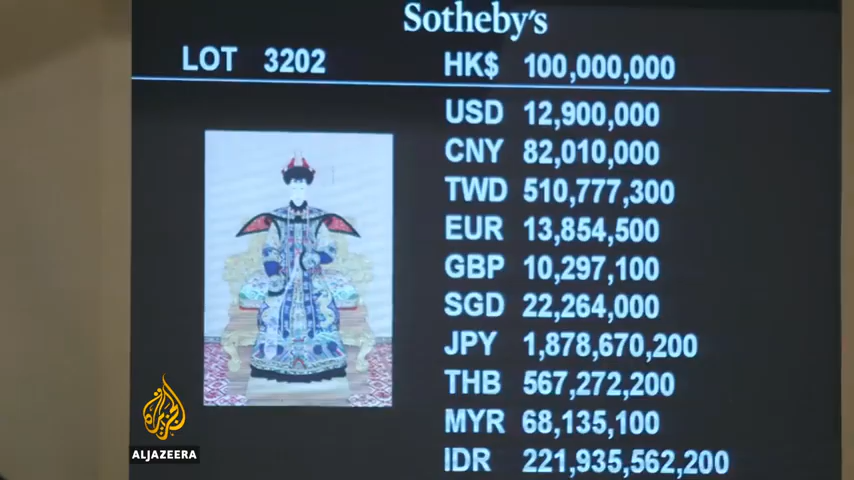 Sotheby's
LOT 3202 HK$ 100,000,000
USD 12,900,000
CNY 82,010,000
TWD 510,777,300
EUR 13,854,500
GBP 10,297,100
SGD 22,264,000
JPY 1,878,670,200
THB 567,272,200
MYR 68,135,100
IDR 221,935,562,200
ALJAZEERA